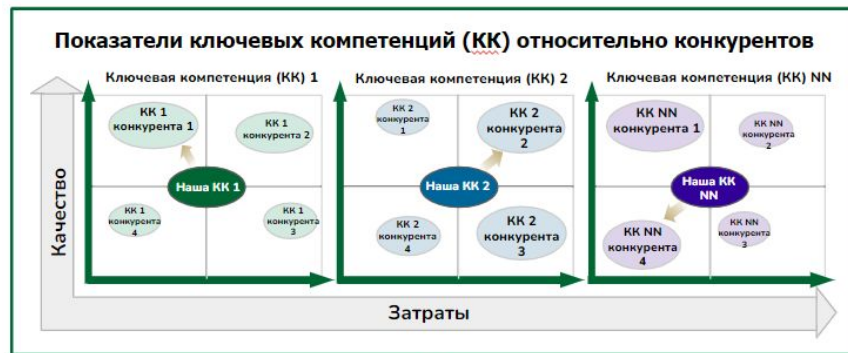 Показатели ключевых компетенций (КК) относительно конкурентов
Ключевая компетенция (КК) 1
КК 1
конкурента 1
КК 1
конкурента 2
Наша КК 1
КК 1
конкурента
4
КК 1
конкурента
3
Ключевая компетенция (КК) 2
КК 2
конкурента
1
КК 2
конкурента
2
Наша КК 2
КК 2
конкурента
4
КК 2
конкурента
3
Ключевая компетенция (КК) NN
КК NN
конкурента 1
КК NN
конкурента
2
Наша КК
NN
КК NN
конкурента
4
КК NN
конкурента
3
Качество
Затраты